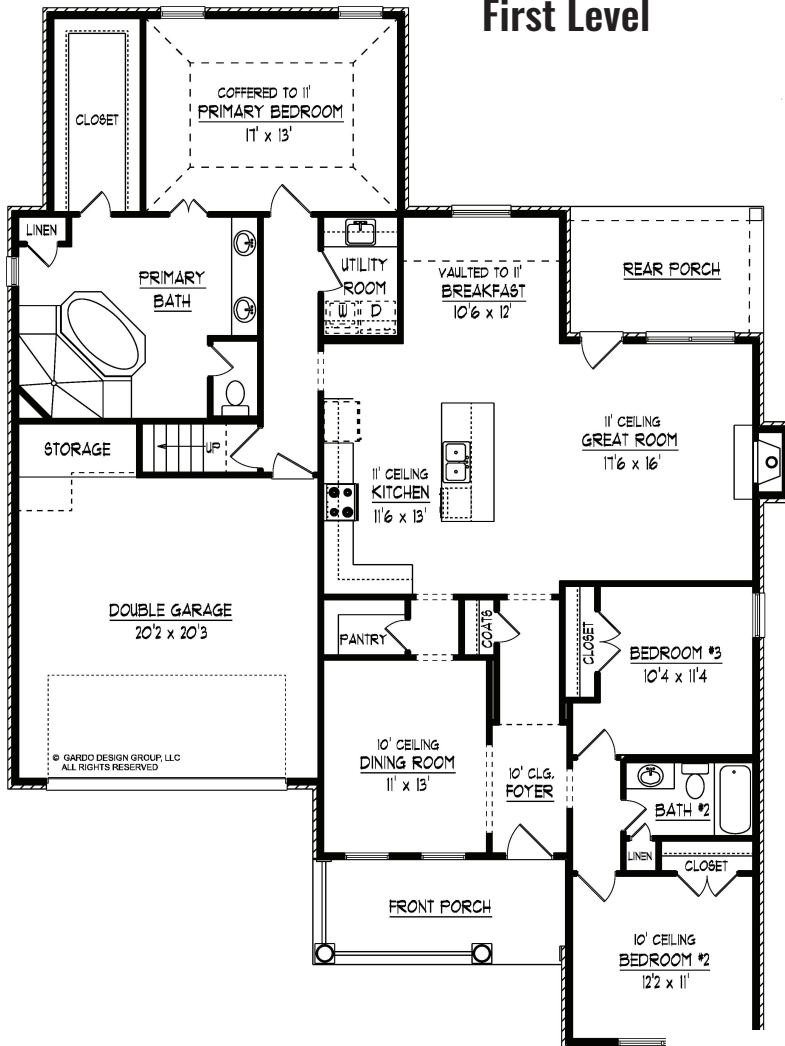 First Level
COFFERED TO 11'
PRIMARY BEDROOM
17' x 13'
CLOSET
LINEN
PRIMARY
BATH
UTILITY
ROOM
W D
VAULTED TO 11'
BREAKFAST
10'6 x 12'
REAR PORCH
11' CEILING
GREAT ROOM
17'6 x 16'
STORAGE
UP
11' CEILING
KITCHEN
11'6 x 13'
DOUBLE GARAGE
20'2 x 20'3
PANTRY
COATS
CLOSET
BEDROOM #3
10'4 x 11'4
© GARDO DESIGN GROUP, LLC
ALL RIGHTS RESERVED
10' CEILING
DINING ROOM
11' x 13'
10' CLG.
FOYER
BATH #2
LINEN
CLOSET
FRONT PORCH
10' CEILING
BEDROOM #2
12'2 x 11'